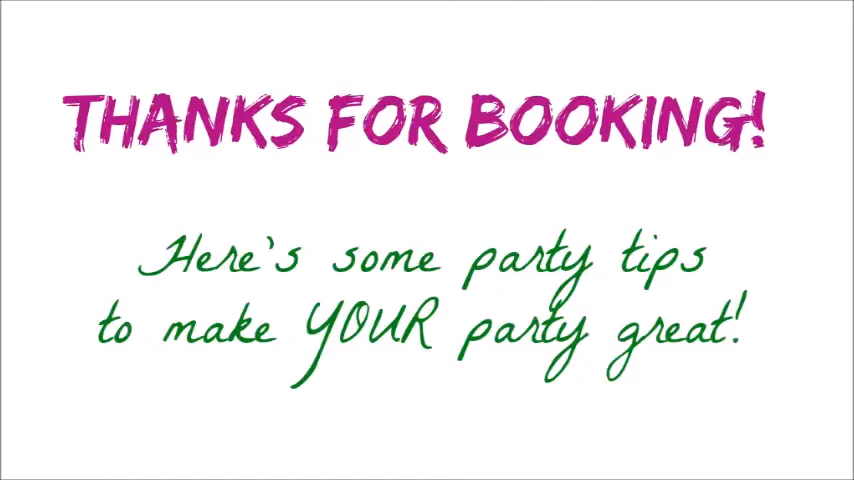 THANKS FOR BOOKING!
Here's some party tips
to make YOUR party great!